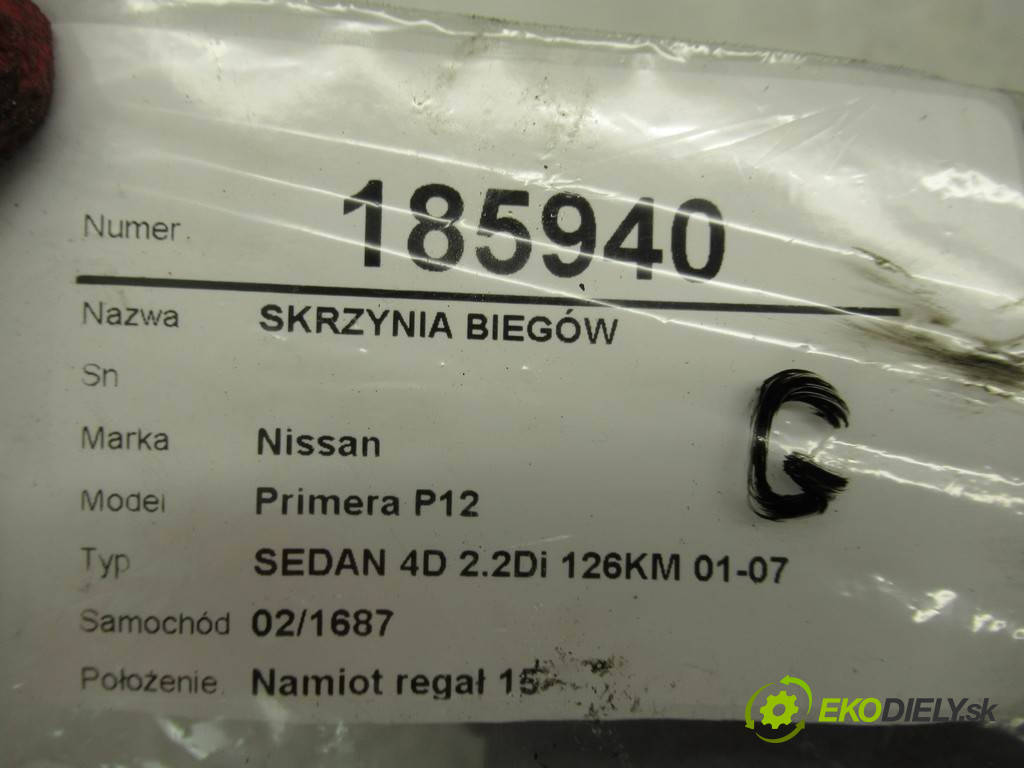 Numer 185940
Nazwa SKRZYNIA BIEGÓW
Sn
G
Marka Nissan
Model Primera P12
Typ SEDAN 4D 2.2Di 126KM 01-07
Samochód 02/1687
Położenie Namiot regał 15
EKODIELY.sk